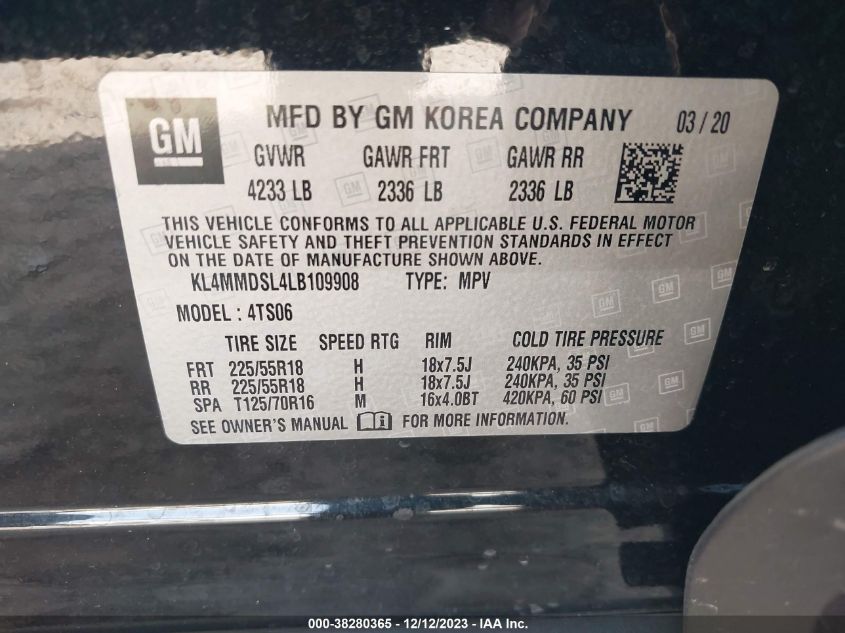 GM
MFD BY GM KOREA COMPANY 03/20
GVWR GAWR FRT GAWR RR
4233 LB 2336 LB 2336 LB
THIS VEHICLE CONFORMS TO ALL APPLICABLE U.S. FEDERAL MOTOR
VEHICLE SAFETY AND THEFT PREVENTION STANDARDS IN EFFECT
ON THE DATE OF MANUFACTURE SHOWN ABOVE.
KL4MMDSL4LB109908 TYPE: MPV
MODEL : 4TS06
TIRE SIZE SPEED RTG RIM COLD TIRE PRESSURE
FRT 225/55R18 H 18x7.5J 240KPA, 35 PSI
RR 225/55R18 H 18x7.5J 240KPA, 35 PSI
SPA T125/70R16 M 16x4.0BT 420KPA, 60 PSI
SEE OWNER'S MANUAL FOR MORE INFORMATION.
000-38280365 - 12/12/2023 - IAA Inc.